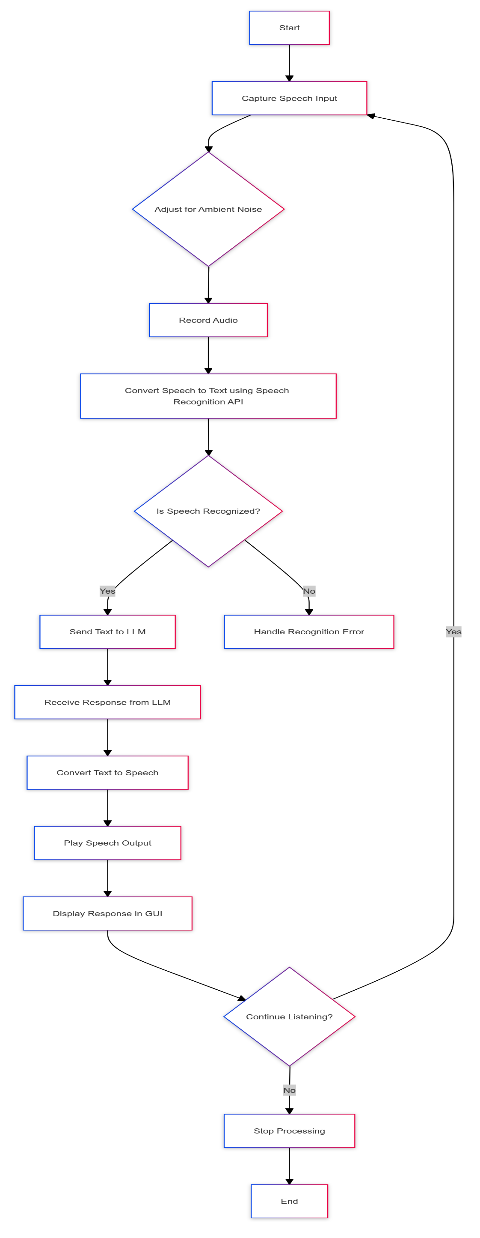 Start
Capture Speech Input
Adjust for Ambient Noise
Record Audio
Convert Speech to Text using Speech
Recognition API
Is Speech Recognized?
Yes
No
Send Text to LLM
Handle Recognition Error
Yes
Receive Response from LLM
Convert Text to Speech
Play Speech Output
Display Response in GUI
Continue Listening?
No
Stop Processing
End